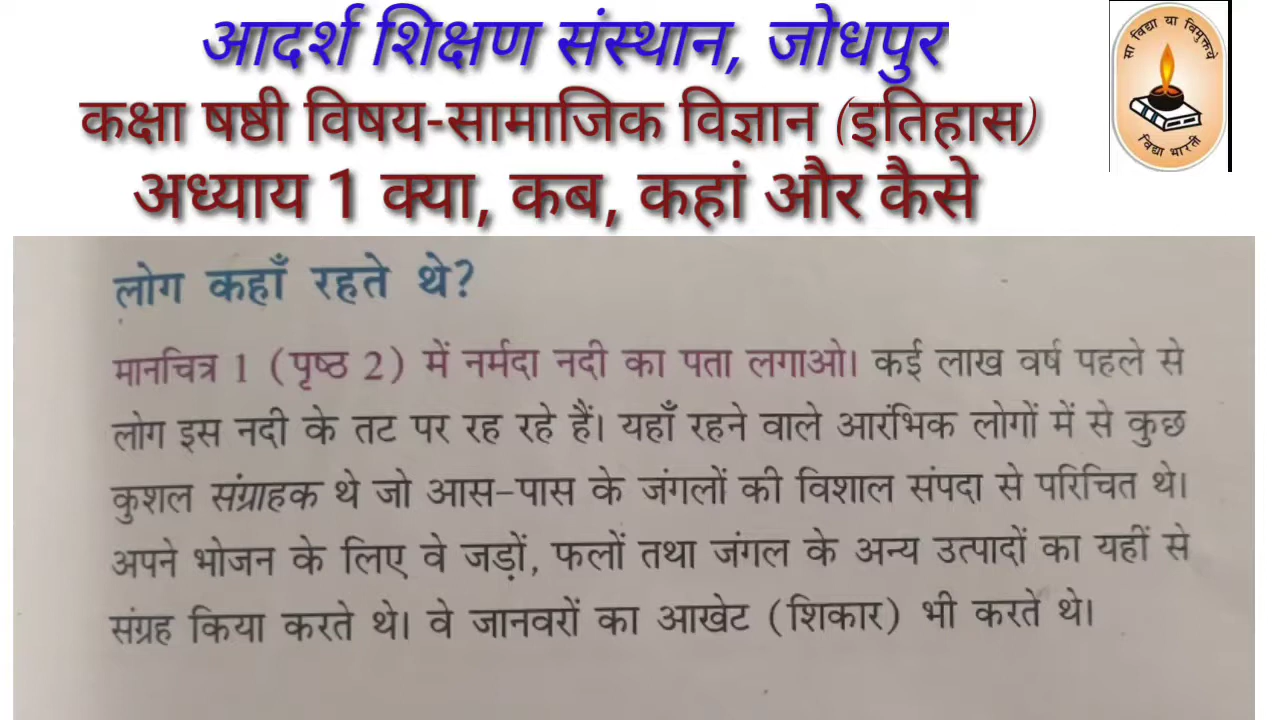 आदर्श शिक्षण संस्थान, जोधपुर
कक्षा षष्ठी विषय-सामाजिक विज्ञान (इतिहास)
अध्याय 1 क्या, कब, कहां और कैसे
सा विद्या या विमुक्तये
विद्या भारती
लोग कहाँ रहते थे?
मानचित्र 1 (पृष्ठ 2) में नर्मदा नदी का पता लगाओ। कई लाख वर्ष पहले से
लोग इस नदी के तट पर रह रहे हैं। यहाँ रहने वाले आरंभिक लोगों में से कुछ
कुशल संग्राहक थे जो आस-पास के जंगलों की विशाल संपदा से परिचित थे।
अपने भोजन के लिए वे जड़ों, फलों तथा जंगल के अन्य उत्पादों का यहीं से
संग्रह किया करते थे। वे जानवरों का आखेट (शिकार) भी करते थे।